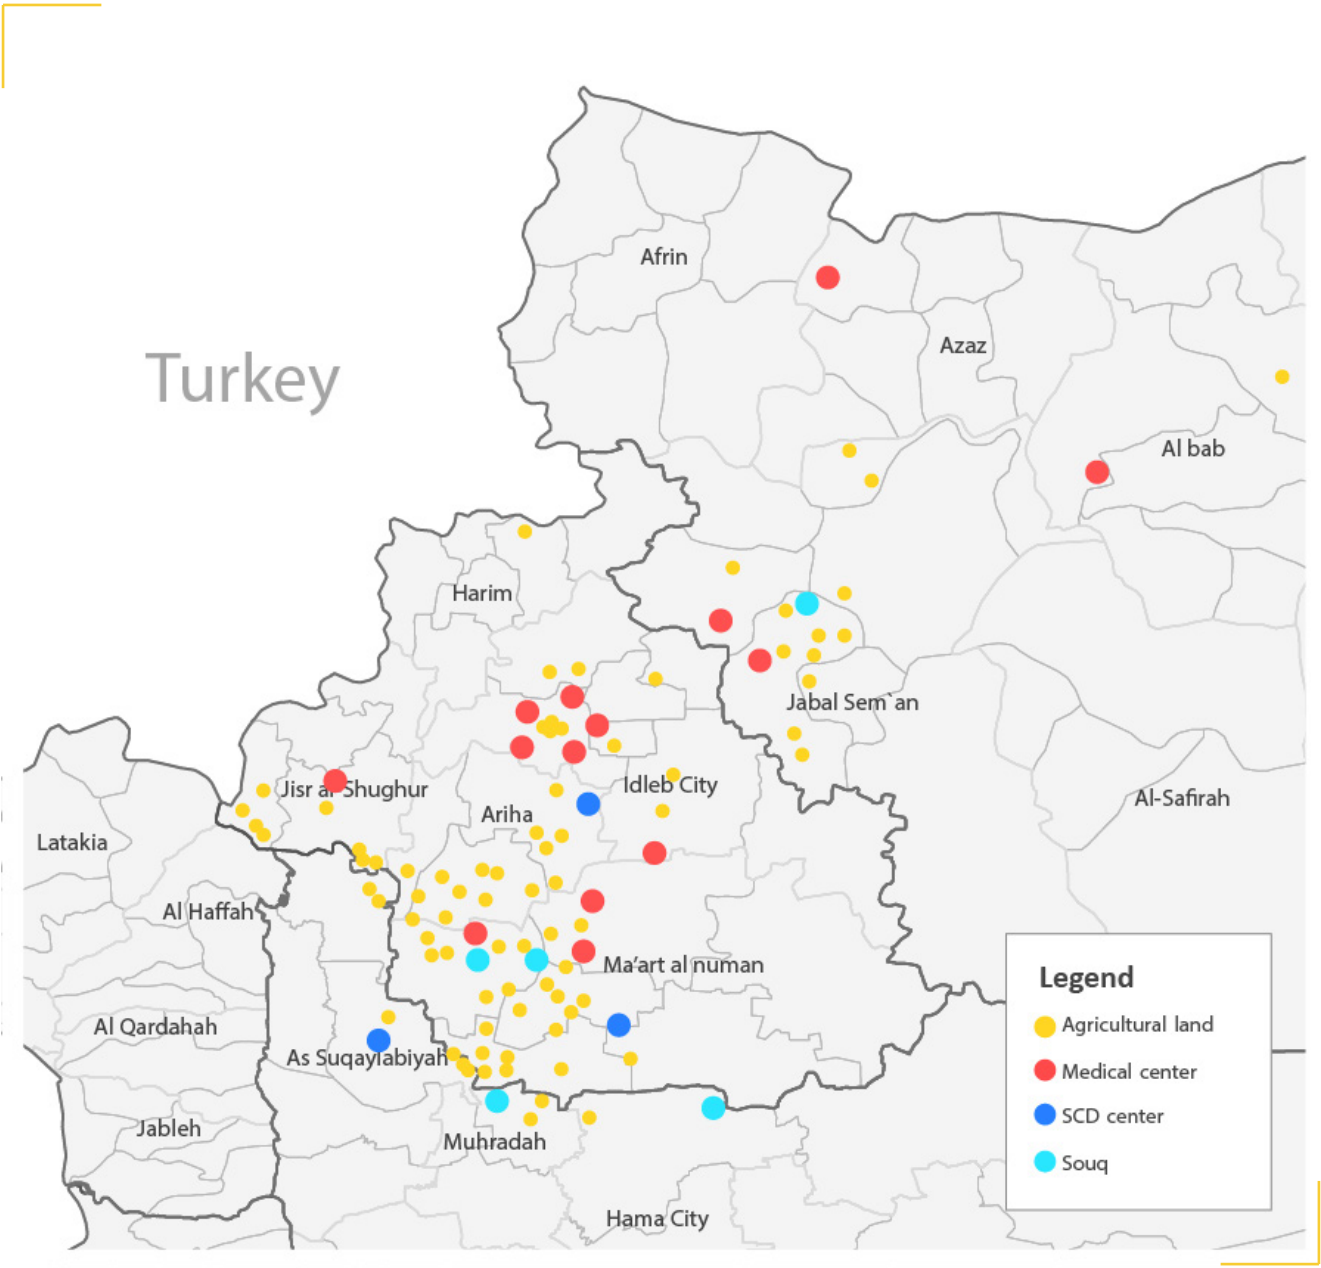 Afrin
Azaz
Turkey
Al bab
Harim
Jabal Sem`an
Jisr al-Shughur
Idleb City
Al-Safirah
Ariha
Latakia
Al Haffah
Ma'art al numan
Legend
Agricultural land
Al Qardahah
As Suqaylabiyah
Medical center
SCD center
Jableh
Muhradah
Souq
Hama City